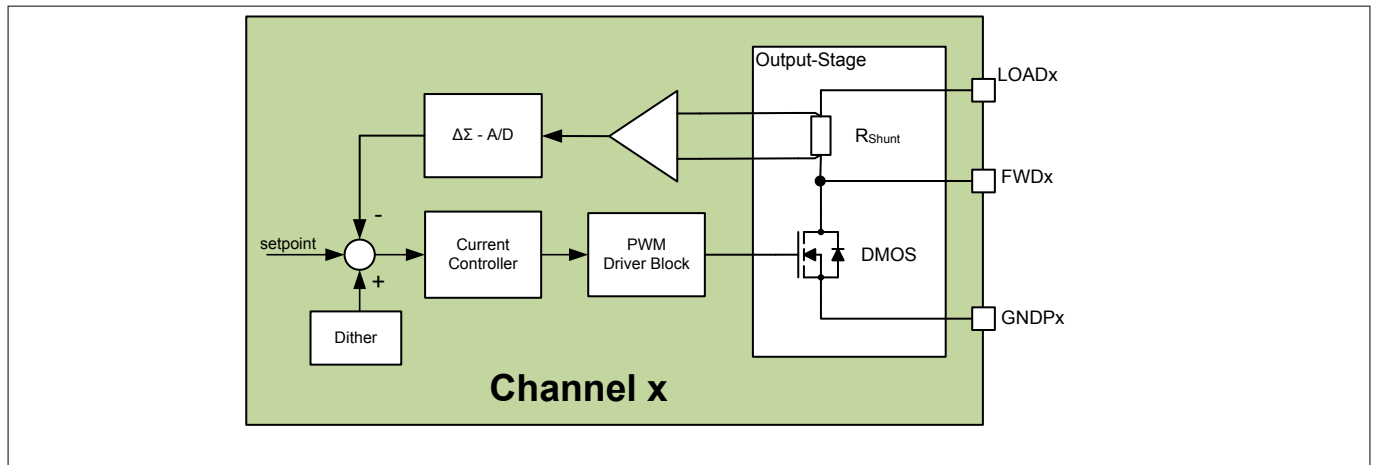 Output-Stage
LOADx
ΔΣ - A/D
RShunt
FWDx
-
setpoint
Current
Controller
PWM
Driver Block
DMOS
+
Dither
GNDPx
Channel x